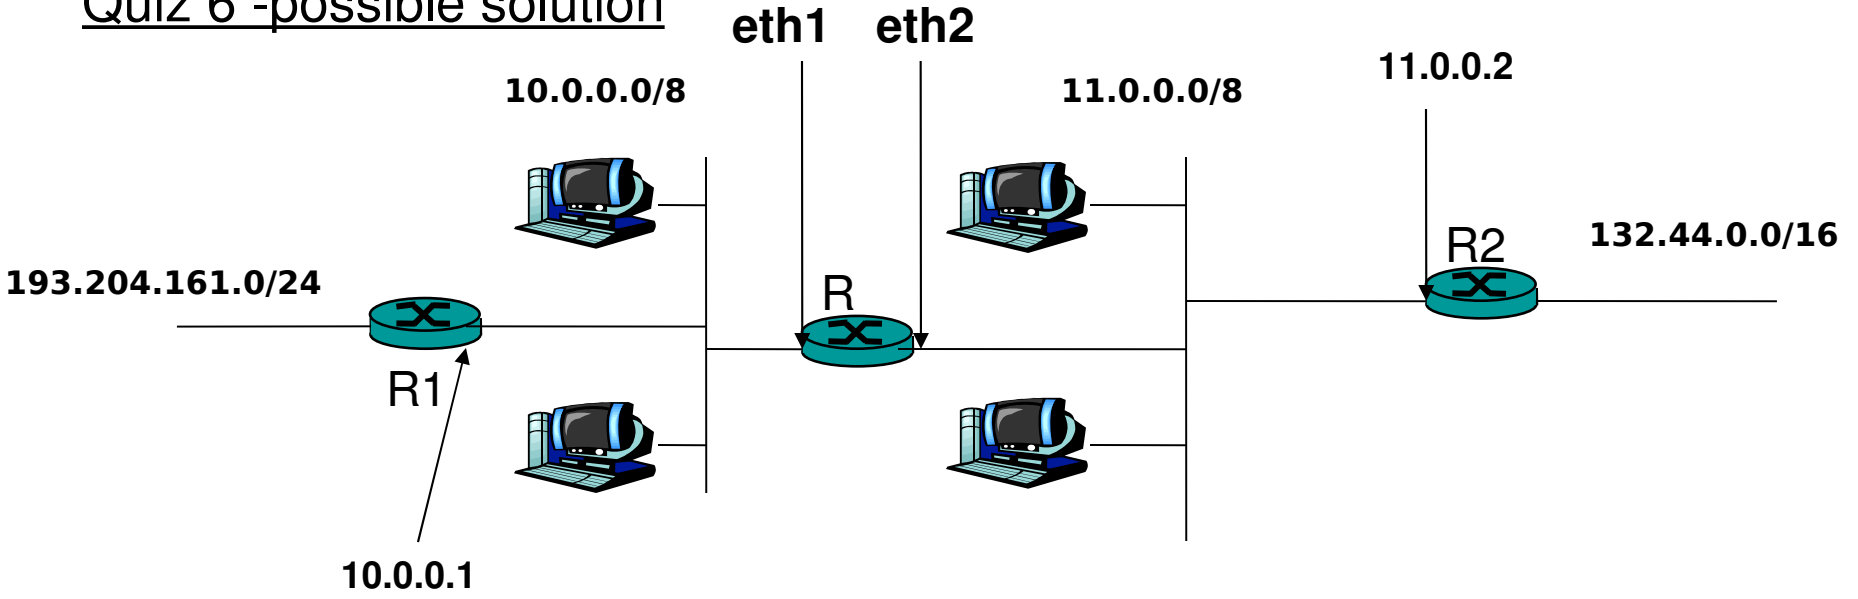 Quiz 6 -possible solution
eth1 eth2
11.0.0.2
10.0.0.0/8
11.0.0.0/8
R2
132.44.0.0/16
193.204.161.0/24
R
R1
10.0.0.1